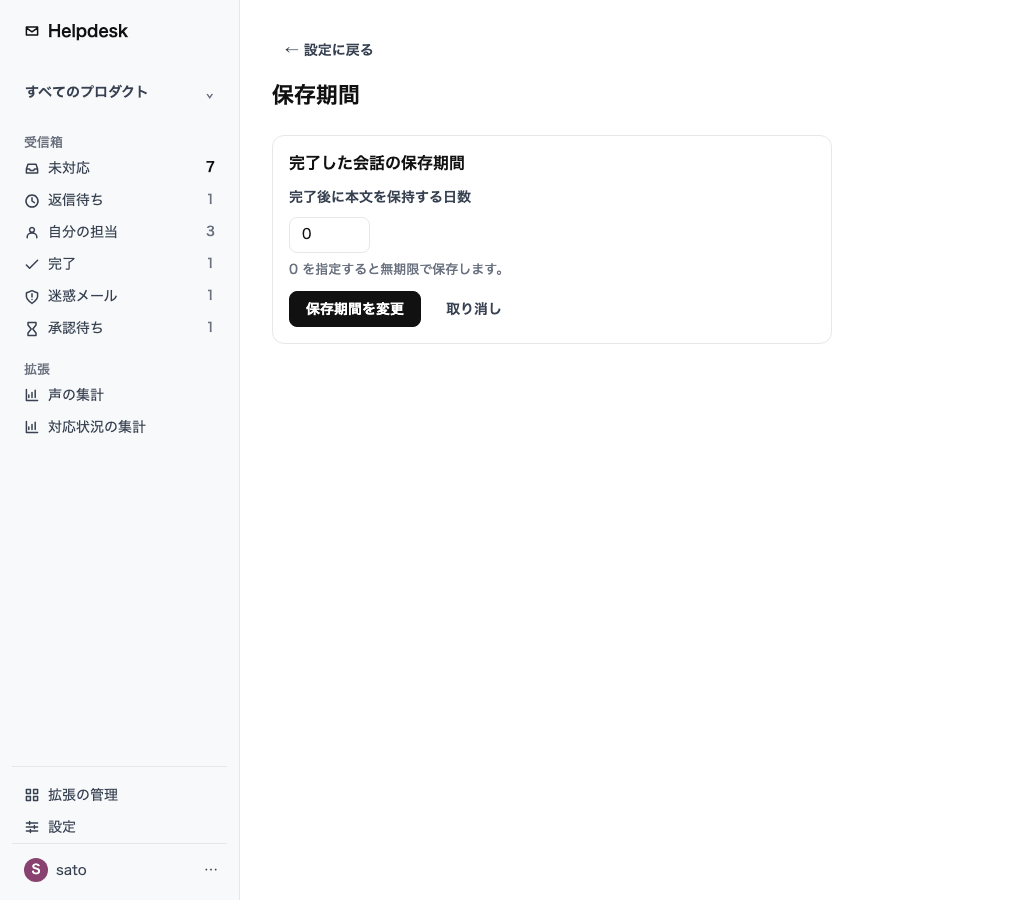 Helpdesk
すべてのプロダクト
受信箱
未対応 7
返信待ち 1
自分の担当 3
完了 1
迷惑メール 1
承認待ち 1
拡張
声の集計
対応状況の集計
拡張の管理
設定
S sato ...
← 設定に戻る
保存期間
完了した会話の保存期間
完了後に本文を保持する日数
0
0 を指定すると無期限で保存します。
保存期間を変更 取り消し